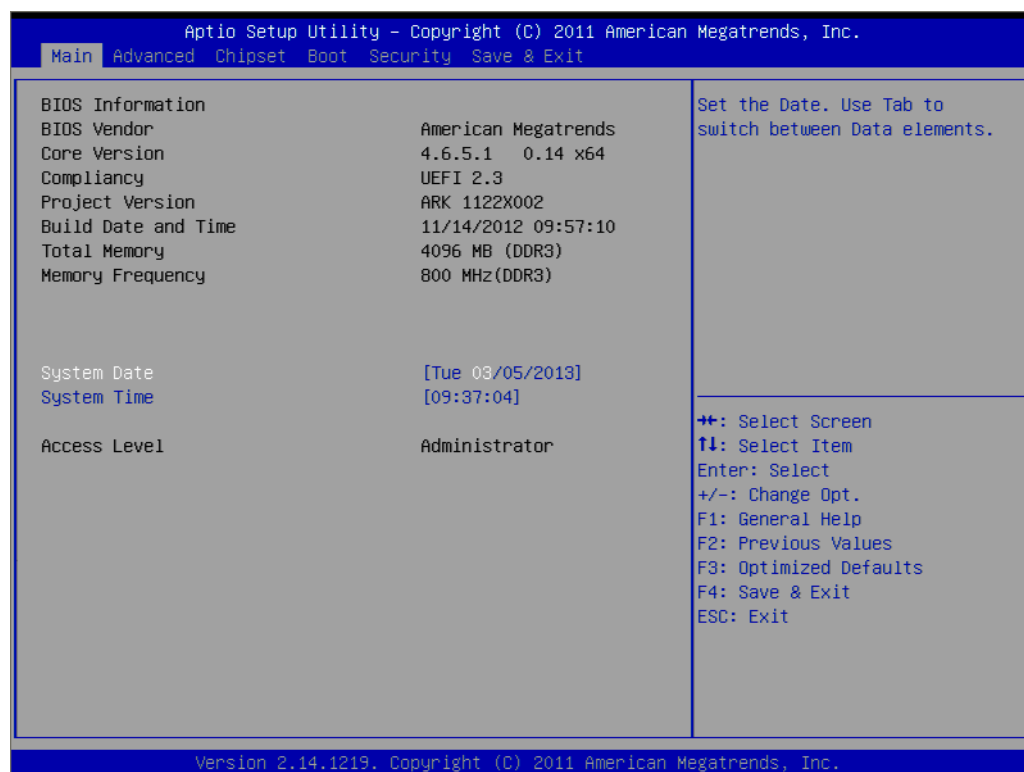 Aptio Setup Utility – Copyright (C) 2011 American Megatrends, Inc.
Main Advanced Chipset Boot Security Save & Exit
BIOS Information
BIOS Vendor American Megatrends
Core Version 4.6.5.1 0.14 x64
Compliancy UEFI 2.3
Project Version ARK 1122X002
Build Date and Time 11/14/2012 09:57:10
Total Memory 4096 MB (DDR3)
Memory Frequency 800 MHz(DDR3)
System Date [Tue 03/05/2013]
System Time [09:37:04]
Access Level Administrator
Set the Date. Use Tab to
switch between Data elements.
→←: Select Screen
↑↓: Select Item
Enter: Select
+/-: Change Opt.
F1: General Help
F2: Previous Values
F3: Optimized Defaults
F4: Save & Exit
ESC: Exit
Version 2.14.1219. Copyright (C) 2011 American Megatrends, Inc.